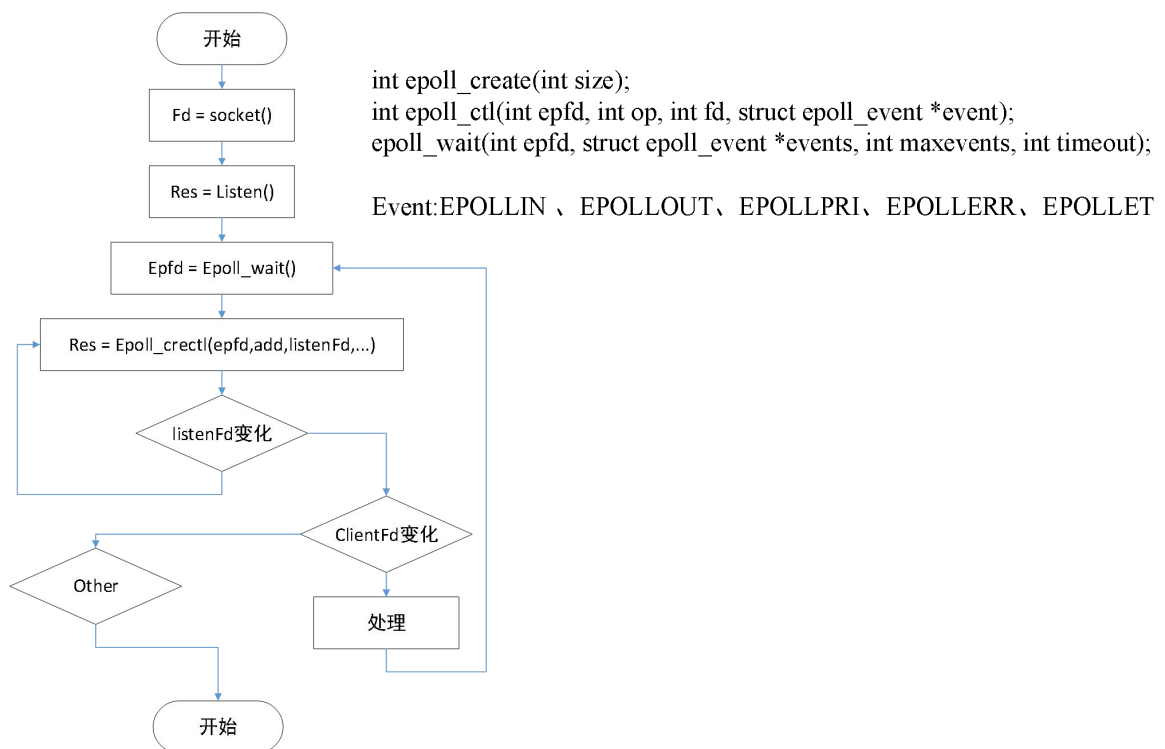 开始
Fd = socket()
Res = Listen()
Epfd = Epoll_wait()
Res = Epoll_crectl(epfd,add,listenFd,...)
listenFd变化
ClientFd变化
Other
处理
开始
int epoll_create(int size);
int epoll_ctl(int epfd, int op, int fd, struct epoll_event *event);
epoll_wait(int epfd, struct epoll_event *events, int maxevents, int timeout);
Event:EPOLLIN 、EPOLLOUT、EPOLLPRI、EPOLLERR、EPOLLET